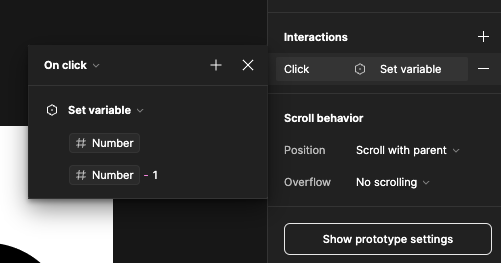 On click
Set variable
# Number
# Number - 1
Interactions
Click Set variable
Scroll behavior
Position Scroll with parent
Overflow No scrolling
Show prototype settings